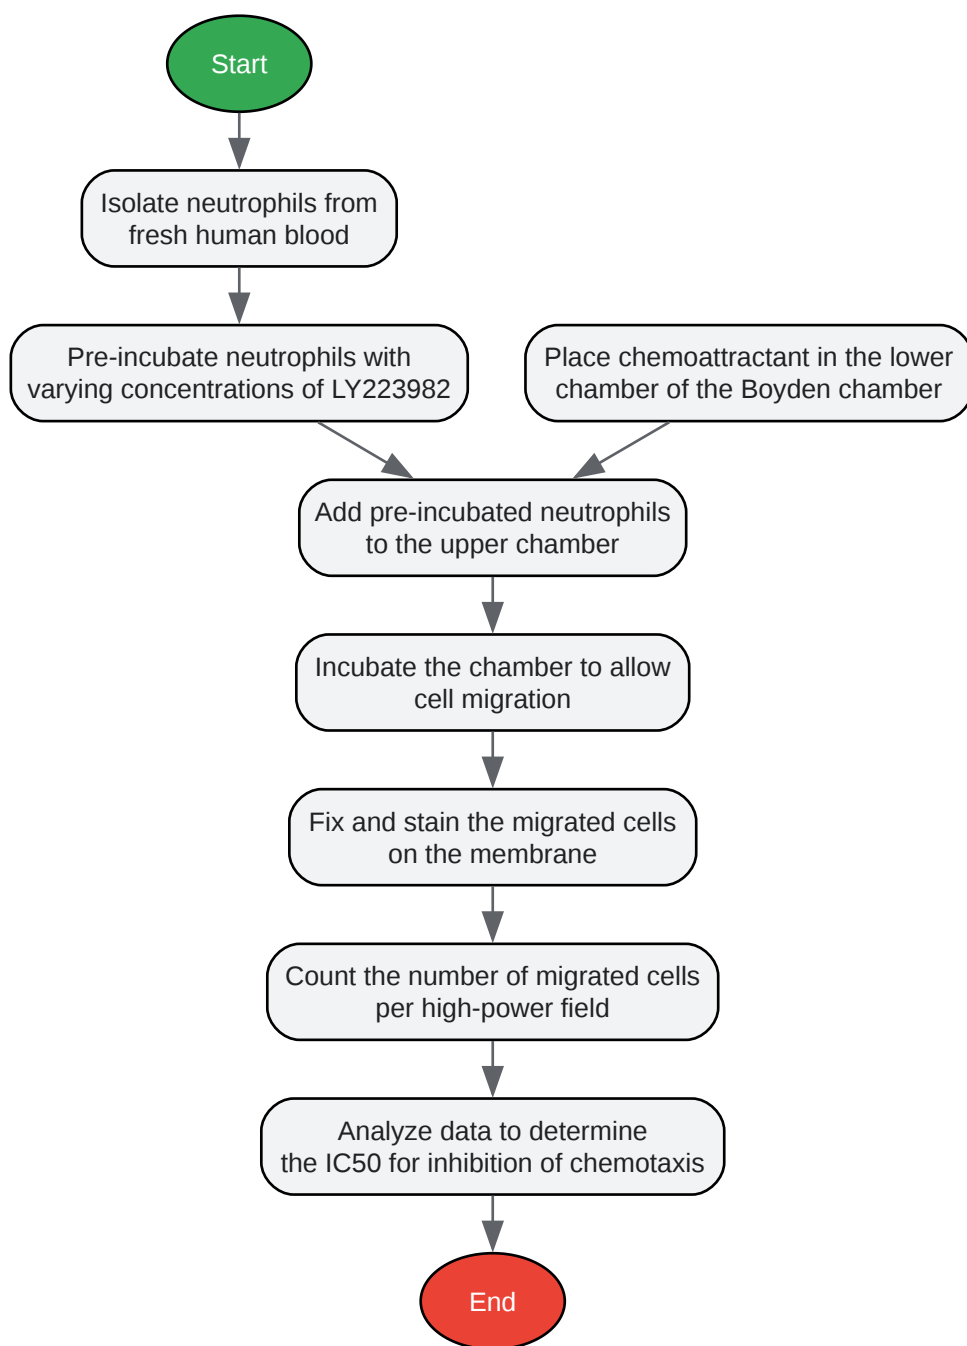 Start
Isolate neutrophils from
fresh human blood
Pre-incubate neutrophils with
varying concentrations of LY223982
Place chemoattractant in the lower
chamber of the Boyden chamber
Add pre-incubated neutrophils
to the upper chamber
Incubate the chamber to allow
cell migration
Fix and stain the migrated cells
on the membrane
Count the number of migrated cells
per high-power field
Analyze data to determine
the IC50 for inhibition of chemotaxis
End